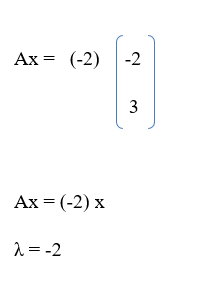 Ax = (-2) -2
3
Ax = (-2) x
λ = -2